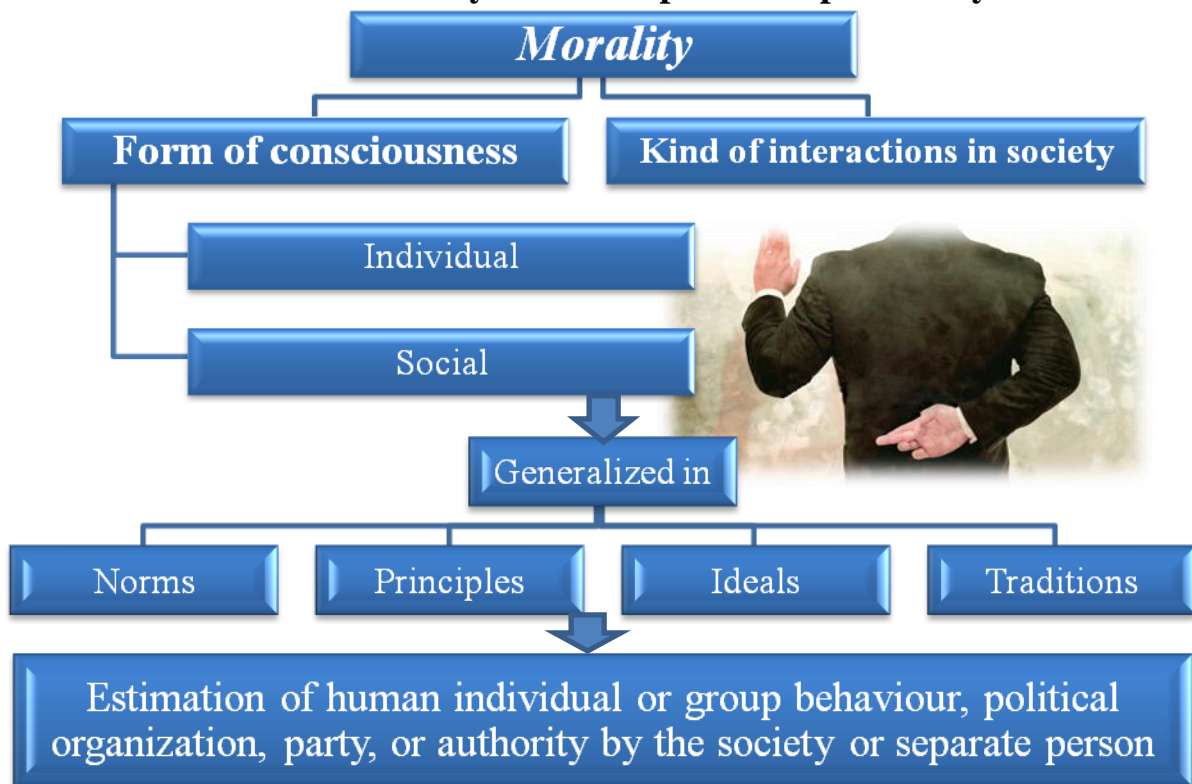 Morality
Form of consciousness
Kind of interactions in society
Individual
Social
Generalized in
Norms
Principles
Ideals
Traditions
Estimation of human individual or group behaviour, political
organization, party, or authority by the society or separate person